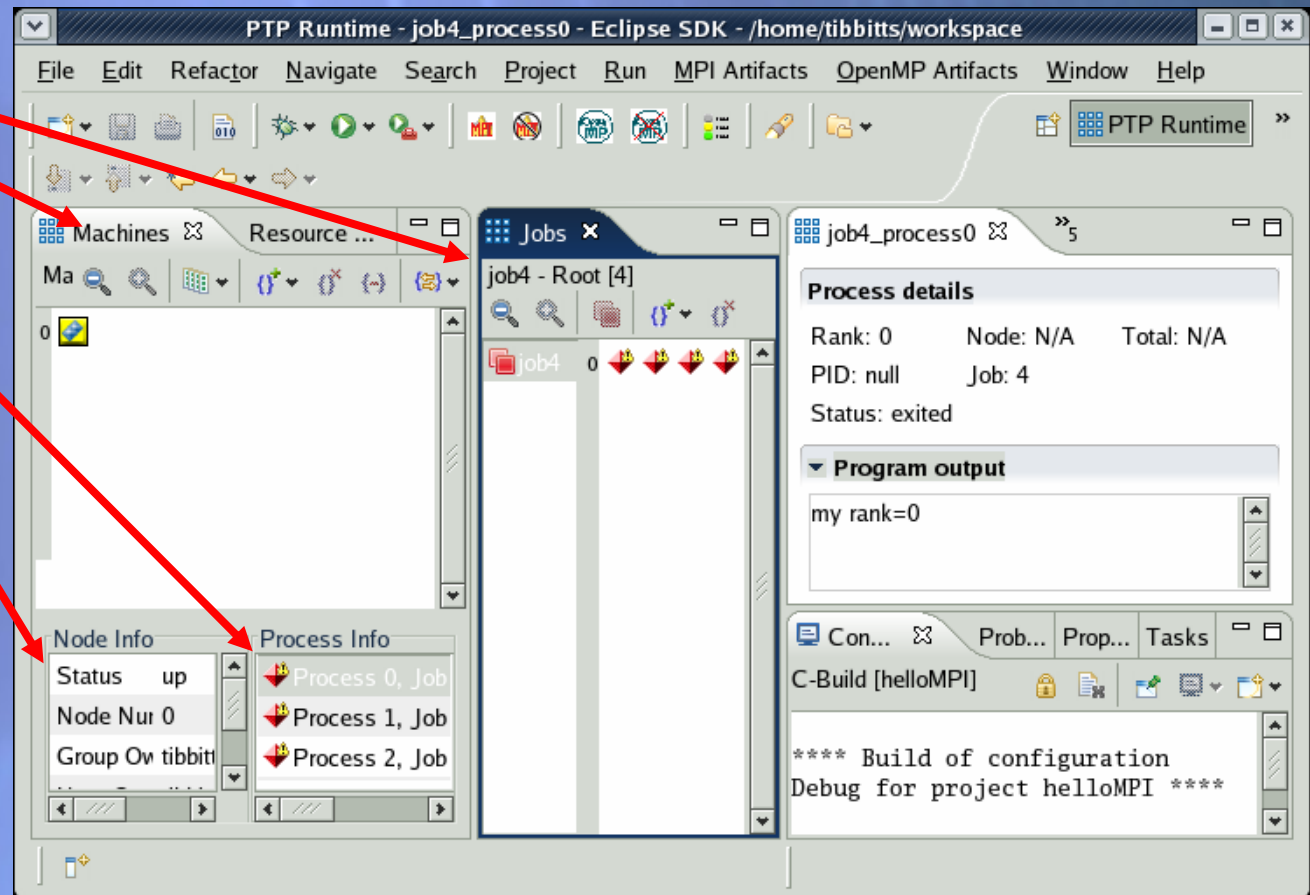 PTP Runtime - job4_process0 - Eclipse SDK - /home/tibbitts/workspace
File Edit Refactor Navigate Search Project Run MPI Artifacts OpenMP Artifacts Window Help
010 MPI
PTP Runtime »
Machines Resource ...
Ma
0
Node Info
Status up
Node Nur 0
Group Ow tibbitt
Process Info
Process 0, Job
Process 1, Job
Process 2, Job
Jobs
job4 - Root [4]
job4 0
job4_process0 »5
Process details
Rank: 0 Node: N/A Total: N/A
PID: null Job: 4
Status: exited
Program output
my rank=0
Con... Prob... Prop... Tasks
C-Build [helloMPI]
**** Build of configuration
Debug for project helloMPI ****